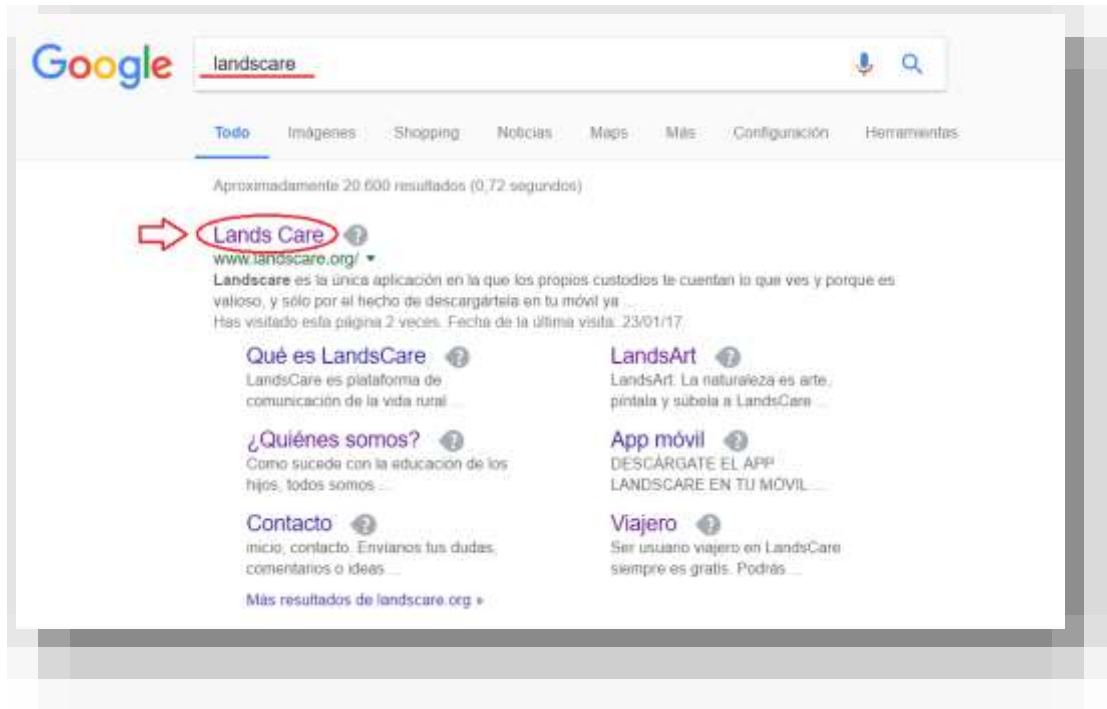 Google
landscare
Todo Imágenes Shopping Noticias Maps Más Configuración Herramientas
Aproximadamente 20.600 resultados (0,72 segundos)
Lands Care
www.landscare.org/
Landscare es la única aplicación en la que los propios custodios te cuentan lo que ves y porque es
valioso, y sólo por el hecho de descargártela en tu móvil ya ...
Has visitado esta página 2 veces. Fecha de la última visita: 23/01/17
Qué es LandsCare
LandsCare es plataforma de
comunicación de la vida rural ...
LandsArt
LandsArt. La naturaleza es arte,
píntala y súbela a LandsCare ...
¿Quiénes somos?
Como sucede con la educación de los
hijos, todos somos ...
App móvil
DESCÁRGATE EL APP
LANDSCARE EN TU MÓVIL ...
Contacto
inicio; contacto. Envíanos tus dudas,
comentarios o ideas ...
Viajero
Ser usuario viajero en LandsCare
siempre es gratis. Podrás ...
Más resultados de landscare.org »